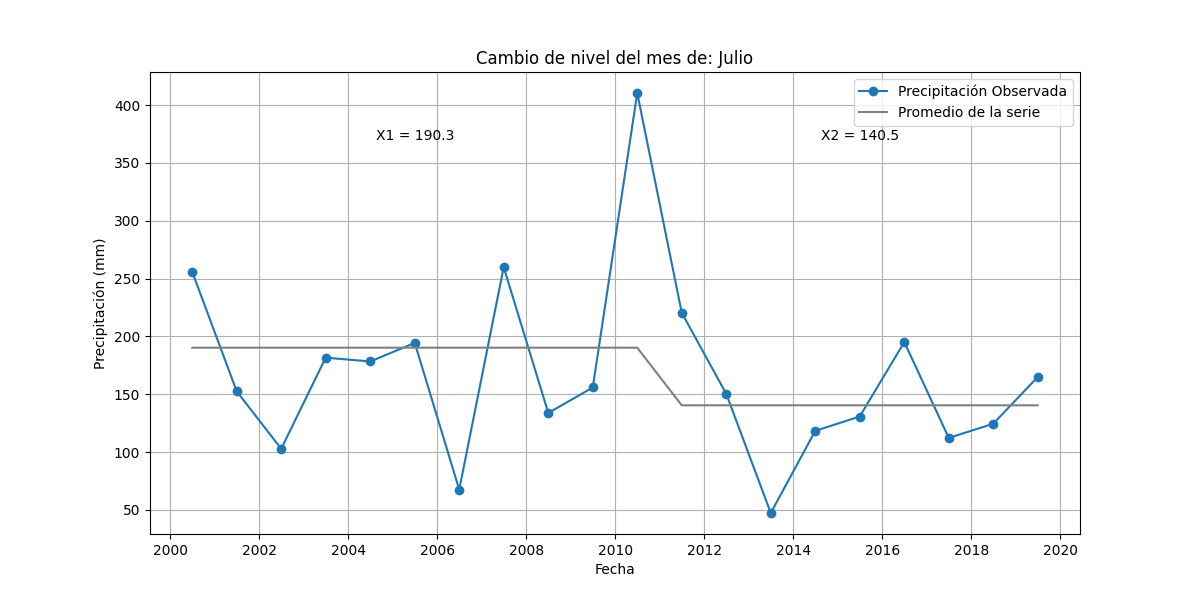 Cambio de nivel del mes de: Julio
Precipitación Observada
Promedio de la serie
X1 = 190.3
X2 = 140.5
Precipitación (mm)
400
350
300
250
200
150
100
50
2000 2002 2004 2006 2008 2010 2012 2014 2016 2018 2020
Fecha